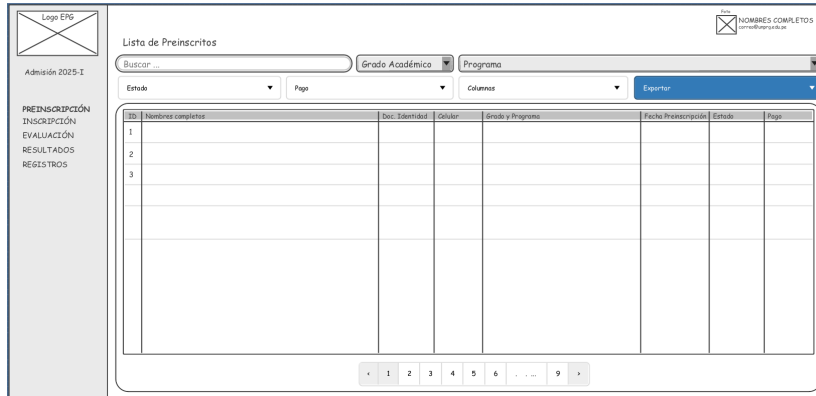 Logo EPG
Admisión 2025-I
PREINSCRIPCIÓN
INSCRIPCIÓN
EVALUACIÓN
RESULTADOS
REGISTROS
Foto
NOMBRES COMPLETOS
correo@unprg.edu.pe
Lista de Preinscritos
Buscar ... Grado Académico Programa
Estado Pago Columnas Exportar
ID Nombres completos Doc. Identidad Celular Grado y Programa Fecha Preinscripción Estado Pago
1
2
3
‹ 1 2 3 4 5 6 . . ... 9 ›